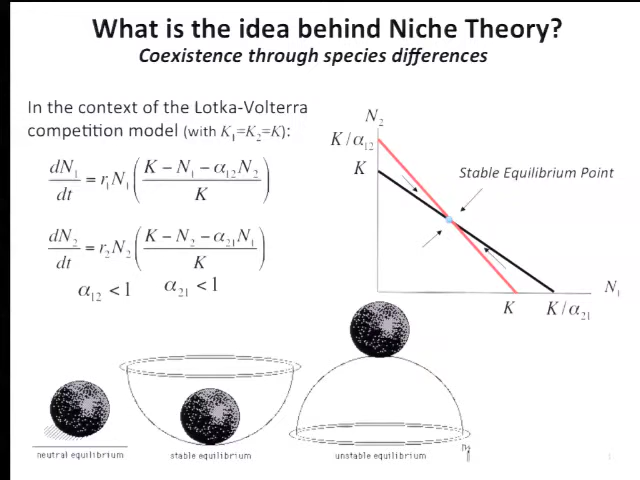 What is the idea behind Niche Theory?
Coexistence through species differences
In the context of the Lotka-Volterra
competition model (with K₁=K₂=K):
dN₁/dt = r₁N₁((K − N₁ − α₁₂N₂)/K)
dN₂/dt = r₂N₂((K − N₂ − α₂₁N₁)/K)
α₁₂ < 1 α₂₁ < 1
N₂
K/α₁₂
K
Stable Equilibrium Point
N₁
K K/α₂₁
neutral equilibrium stable equilibrium unstable equilibrium